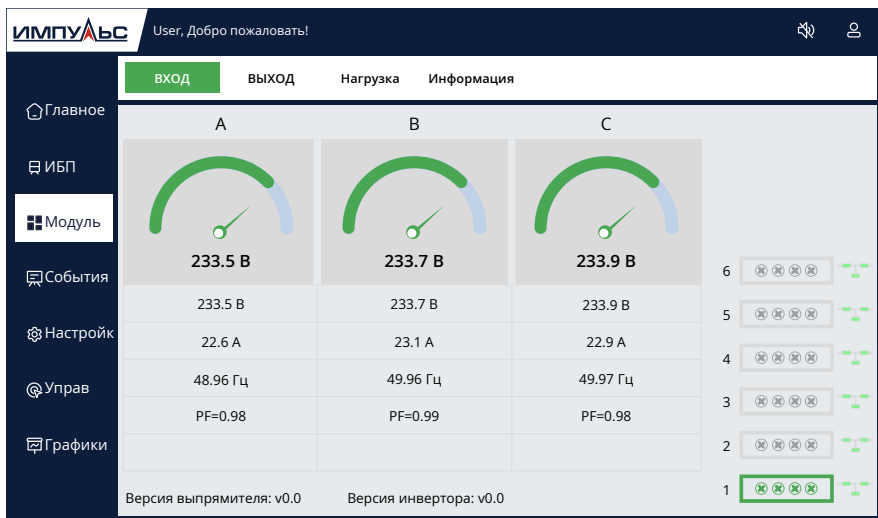 ИМПУЛЬС
User, Добро пожаловать!
ВХОД ВЫХОД Нагрузка Информация
Главное
ИБП
Модуль
События
Настройк
Управ
Графики
A B C
233.5 В 233.7 В 233.9 В
233.5 В 233.7 В 233.9 В
22.6 А 23.1 А 22.9 А
48.96 Гц 49.96 Гц 49.97 Гц
PF=0.98 PF=0.99 PF=0.98
6
5
4
3
2
1
Версия выпрямителя: v0.0 Версия инвертора: v0.0